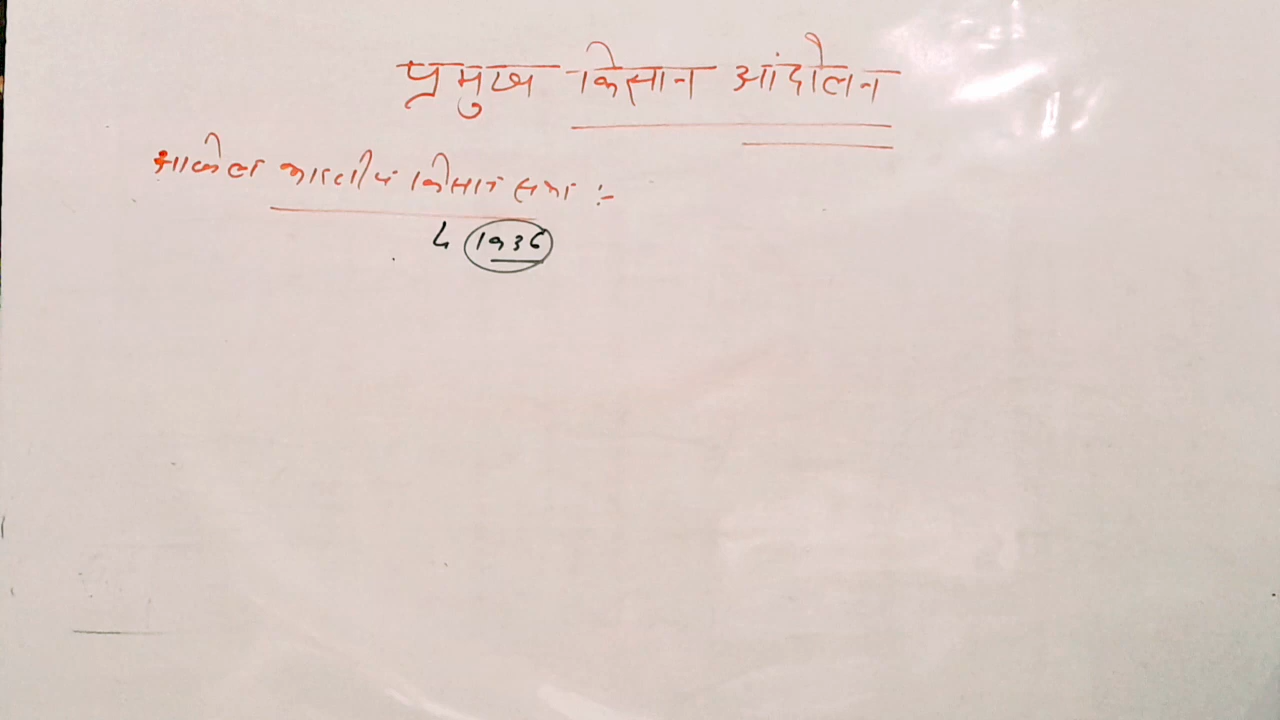 प्रमुख किसान आंदोलन
अखिल भारतीय किसान सभा :-
↳ 1936